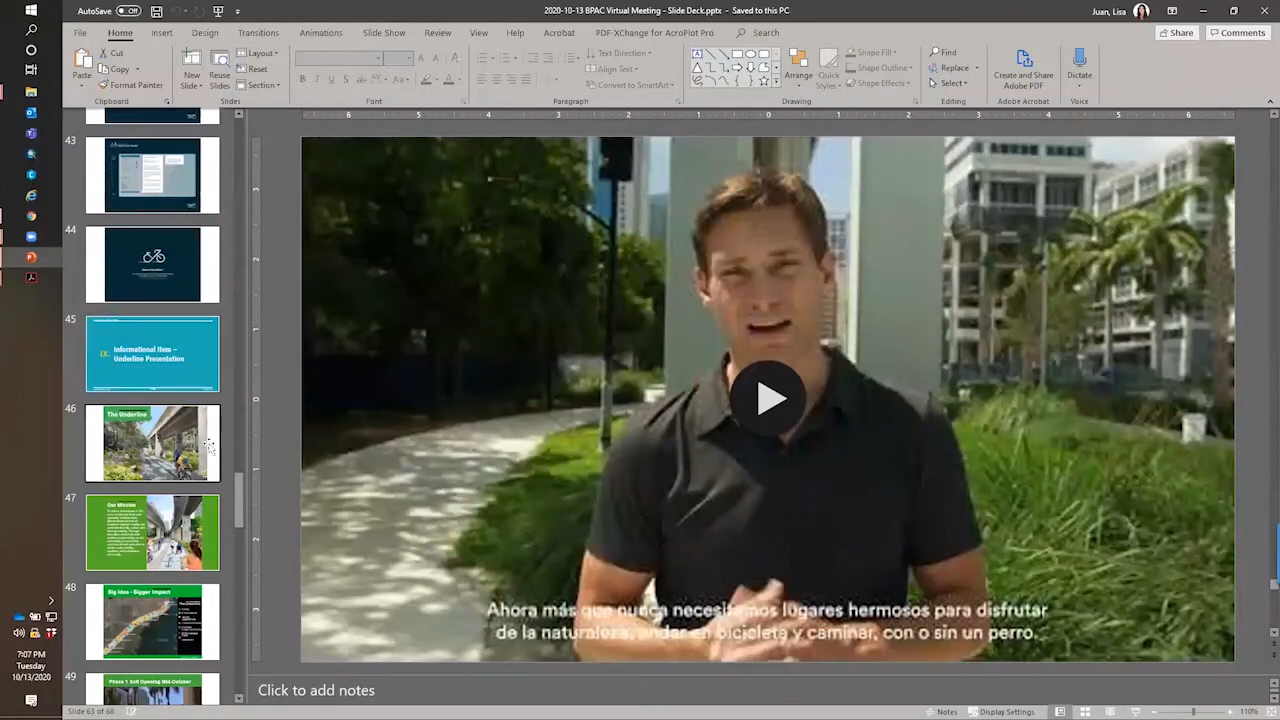 AutoSave
Off
2020-10-13 BPAC Virtual Meeting – Slide Deck.pptx - Saved to this PC
Juan, Lisa
File
Home
Insert
Design
Transitions
Animations
Slide Show
Review
View
Help
Acrobat
PDF-XChange for AcroPlot Pro
Search
Share
Comments
Paste
Cut
Copy
Format Painter
Clipboard
New
Slide
Reuse
Slides
Layout
Reset
Section
Slides
Font
Text Direction
Align Text
Convert to SmartArt
Paragraph
Arrange
Quick
Styles
Shape Fill
Shape Outline
Shape Effects
Drawing
Find
Replace
Select
Editing
Create and Share
Adobe PDF
Adobe Acrobat
Dictate
Voice
43
44
45
IX. Informational Item –
Underline Presentation
46
The Underline
47
Our Mission
48
Big Idea - Bigger Impact
49
Phase 1 Soft Opening Mid-October
Ahora más que nunca necesitamos lugares hermosos para disfrutar
de la naturaleza, andar en bicicleta y caminar, con o sin un perro.
Click to add notes
7:07 PM
Tuesday
10/13/2020
Slide 63 of 68
Notes
Display Settings
110%